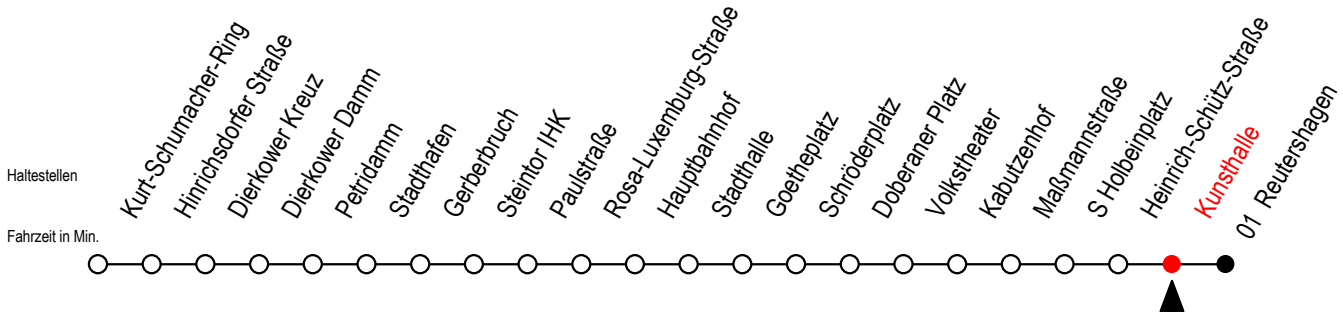 Haltestellen
Kurt-Schumacher-Ring
Hinrichsdorfer Straße
Dierkower Kreuz
Dierkower Damm
Petridamm
Stadthafen
Gerberbruch
Steintor IHK
Paulstraße
Rosa-Luxemburg-Straße
Hauptbahnhof
Stadthalle
Goetheplatz
Schröderplatz
Doberaner Platz
Volkstheater
Kabutzenhof
Maßmannstraße
S Holbeinplatz
Heinrich-Schütz-Straße
Kunsthalle
01 Reutershagen
Fahrzeit in Min.